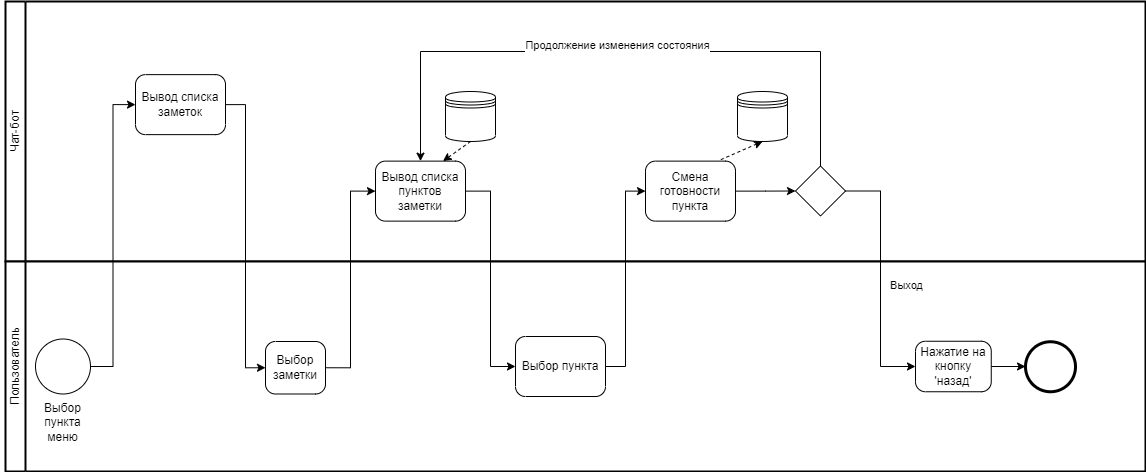 Чат-бот
Продолжение изменения состояния
Вывод списка
заметок
Вывод списка
пунктов
заметки
Смена
готовности
пункта
Пользователь
Выход
Выбор
пункта
меню
Выбор
заметки
Выбор пункта
Нажатие на
кнопку
'назад'